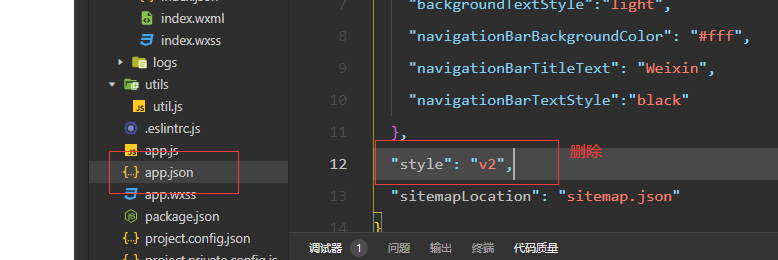 index.json
index.wxml
index.wxss
logs
utils
util.js
.eslintrc.js
app.js
app.json
app.wxss
package.json
project.config.json
project.private.config.js
7 "backgroundTextStyle":"light",
8 "navigationBarBackgroundColor": "#fff",
9 "navigationBarTitleText": "Weixin",
10 "navigationBarTextStyle":"black"
11 },
12 "style": "v2", 删除
13 "sitemapLocation": "sitemap.json"
14 }
调试器 1 问题 输出 终端 代码质量